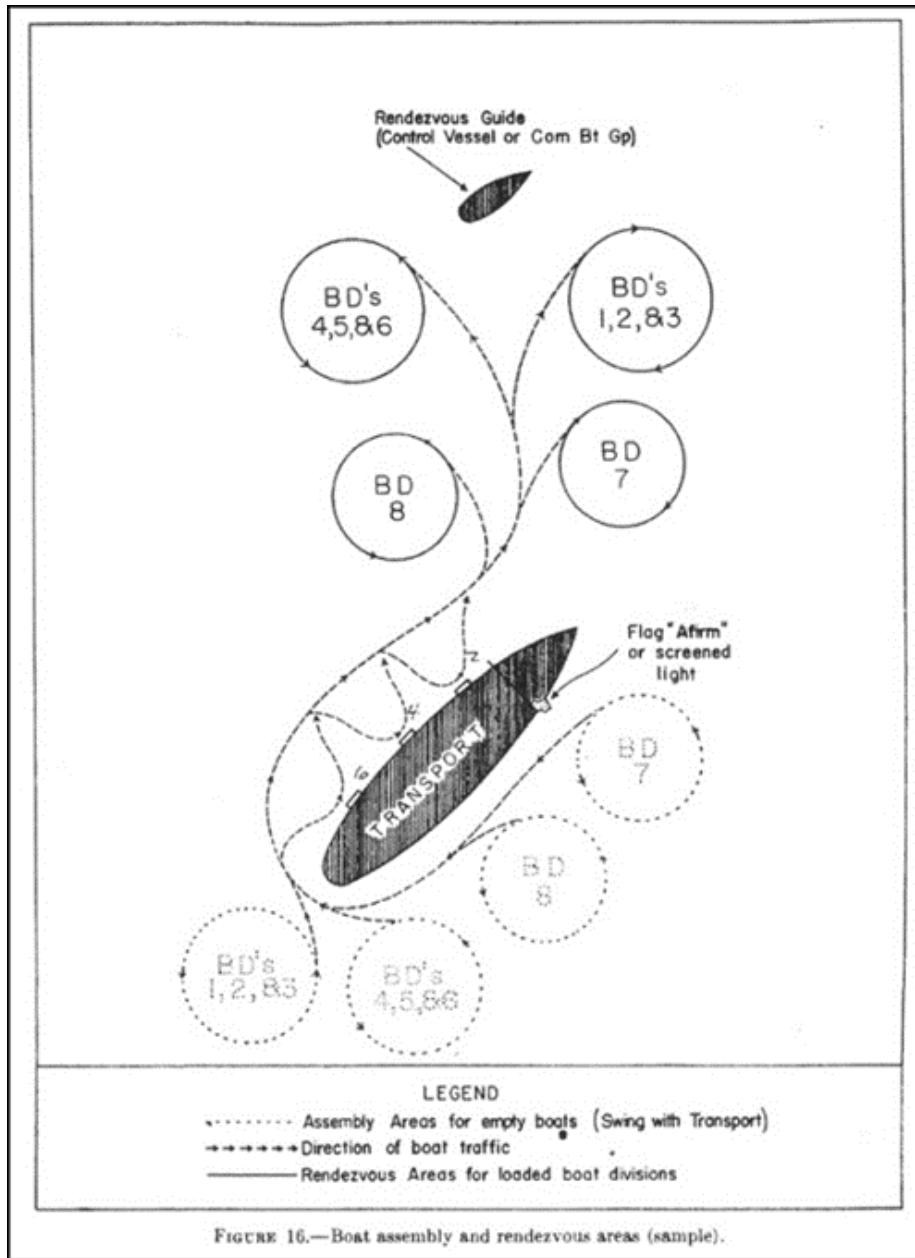 Rendezvous Guide
(Control Vessel or Com Bt Gp)
BD's
4,5,&6
BD's
1,2,&3
BD
8
BD
7
Flag "Afirm"
or screened
light
2
4
6
TRANSPORT
BD
7
BD
8
BD's
1,2,&3
BD's
4,5,&6
LEGEND
Assembly Areas for empty boats (Swing with Transport)
Direction of boat traffic
Rendezvous Areas for loaded boat divisions
FIGURE 16.—Boat assembly and rendezvous areas (sample).